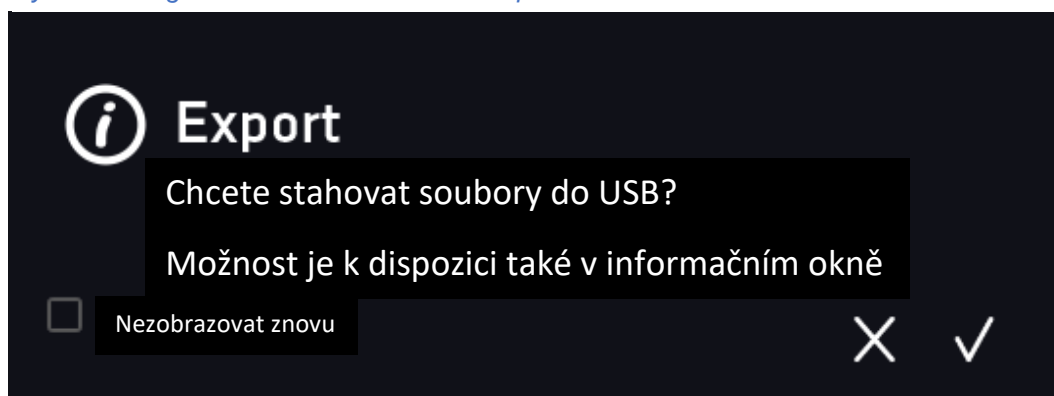 Export
Chcete stahovat soubory do USB?
Možnost je k dispozici také v informačním okně
Nezobrazovat znovu